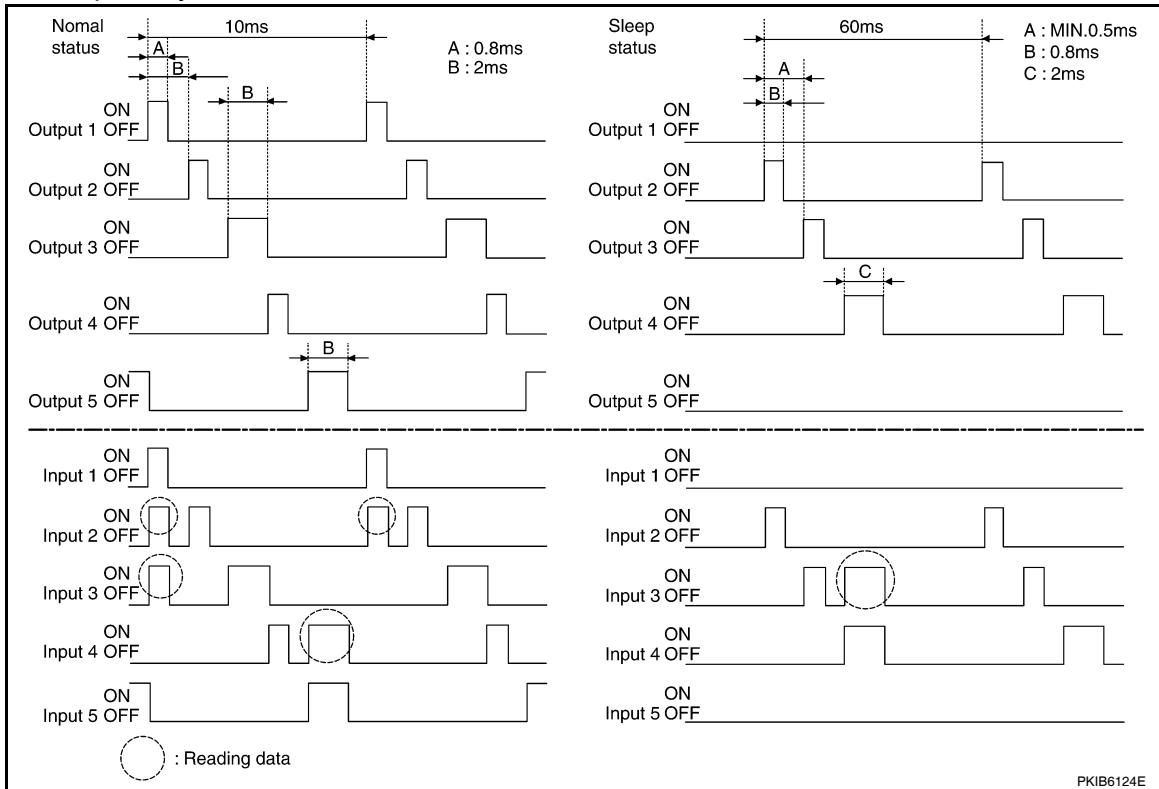 Nomal
status
10ms
A
B
B
A : 0.8ms
B : 2ms
ON
Output 1 OFF
ON
Output 2 OFF
ON
Output 3 OFF
ON
Output 4 OFF
B
ON
Output 5 OFF
Sleep
status
60ms
A
B
A : MIN.0.5ms
B : 0.8ms
C : 2ms
ON
Output 1 OFF
ON
Output 2 OFF
ON
Output 3 OFF
C
ON
Output 4 OFF
ON
Output 5 OFF
ON
Input 1 OFF
ON
Input 2 OFF
ON
Input 3 OFF
ON
Input 4 OFF
ON
Input 5 OFF
: Reading data
ON
Input 1 OFF
ON
Input 2 OFF
ON
Input 3 OFF
ON
Input 4 OFF
ON
Input 5 OFF
PKIB6124E